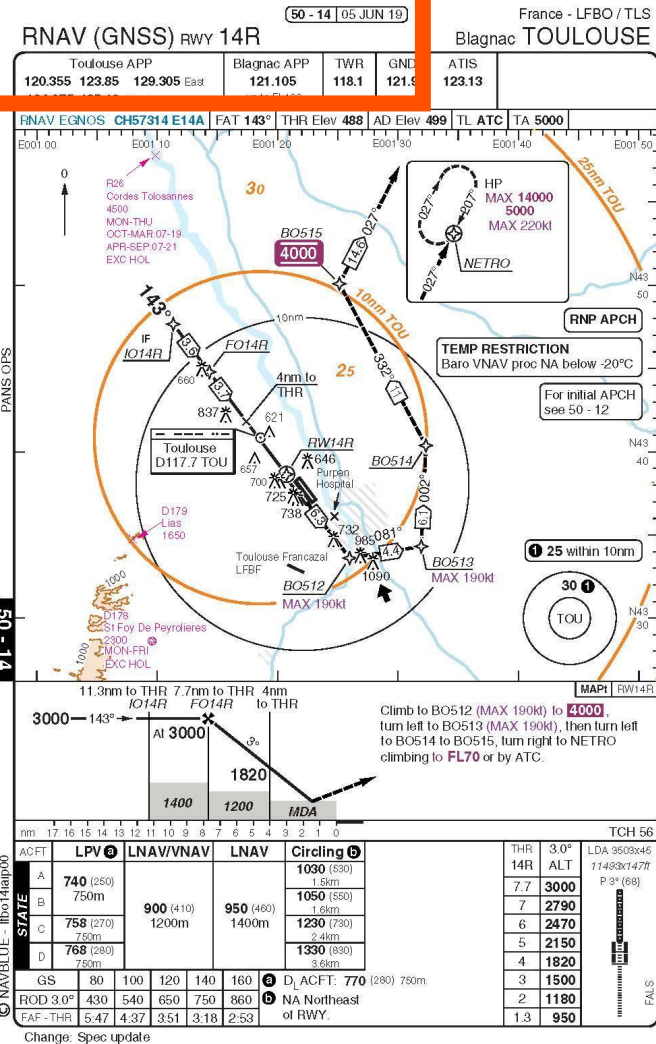 50 - 14 05 JUN 19
France - LFBO / TLS
RNAV (GNSS) RWY 14R
Blagnac TOULOUSE
Toulouse APP
120.355 123.85 129.305 East
Blagnac APP
121.105
TWR
118.1
GND
121.9
ATIS
123.13
RNAV EGNOS CH57314 E14A FAT 143° THR Elev 488 AD Elev 499 TL ATC TA 5000
E001 00 E001 10 E001 20 E001 30 E001 40 E001 50
0
R26
Cordes Tolosannes
4500
MON-THU
OCT-MAR:07-19
APR-SEP:07-21
EXC HOL
30
BO515
4000
14.6
027°
027°
207°
027°
HP
MAX 14000
5000
MAX 220kt
NETRO
25nm TOU
N43
50
143°
IF
IO14R
3.6
FO14R
10nm
10nm TOU
RNP APCH
TEMP RESTRICTION
Baro VNAV proc NA below -20°C
For initial APCH
see 50 - 12
PANS OPS
660
3.7
4nm to
THR
25
332°
11
837
621
Toulouse
D117.7 TOU
657
RW14R
646
Purpan
Hospital
700
725
738
6.3
732
BO514
N43
40
002°
6.1
D179
Lias
1650
Toulouse Francazal
LFBF
985
081°
4.4
1090
BO512
MAX 190kt
BO513
MAX 190kt
1 25 within 10nm
30 1
TOU
1000
D178
St Foy De Peyrolieres
2300
MON-FRI
EXC HOL
1000
N43
30
50 - 14
MAPt RW14R
11.3nm to THR 7.7nm to THR 4nm
IO14R FO14R to THR
3000 143°
At 3000
3°
1820
1400 1200 MDA
Climb to BO512 (MAX 190kt) to 4000,
turn left to BO513 (MAX 190kt), then turn left
to BO514 to BO515, turn right to NETRO
climbing to FL70 or by ATC.
nm 17 16 15 14 13 12 11 10 9 8 7 6 5 4 3 2 1 0
TCH 56
ACFT LPV a LNAV/VNAV LNAV Circling b
STATE
A
B
C
D
740 (250)
750m
758 (270)
750m
768 (280)
750m
900 (410)
1200m
950 (460)
1400m
1030 (530)
1.5km
1050 (550)
1.6km
1230 (730)
2.4km
1330 (830)
3.6km
GS 80 100 120 140 160
ROD 3.0° 430 540 650 750 860
FAF - THR 5:47 4:37 3:51 3:18 2:53
a DL ACFT: 770 (280) 750m.
b NA Northeast
of RWY.
THR 3.0°
14R ALT
7.7 3000
7 2790
6 2470
5 2150
4 1820
3 1500
2 1180
1.3 950
LDA 3503x45
11493x147ft
P 3° (68)
FALS
© NAVBLUE - lfbo14iaip00
Change: Spec update